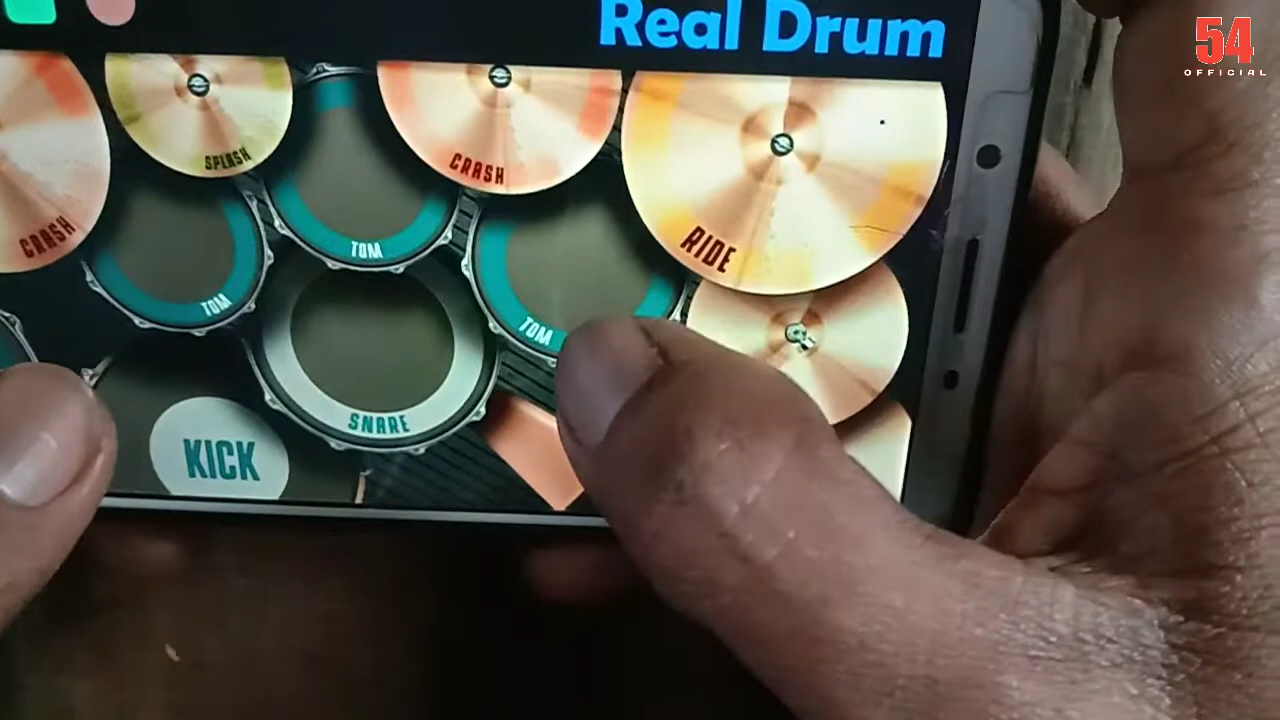 Real Drum
54
OFFICIAL
SPLASH
CRASH
CRASH
RIDE
TOM
TOM
TOM
SNARE
KICK